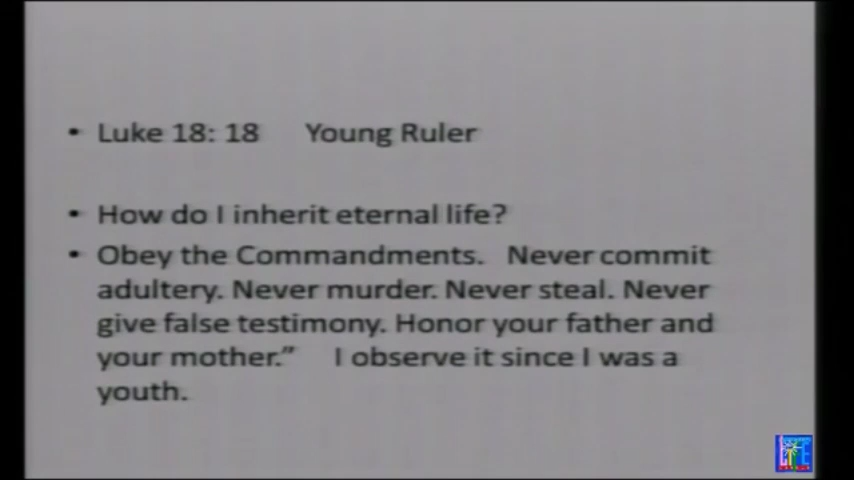 • Luke 18: 18 Young Ruler
• How do I inherit eternal life?
• Obey the Commandments. Never commit
adultery. Never murder. Never steal. Never
give false testimony. Honor your father and
your mother.” I observe it since I was a
youth.
LIFE